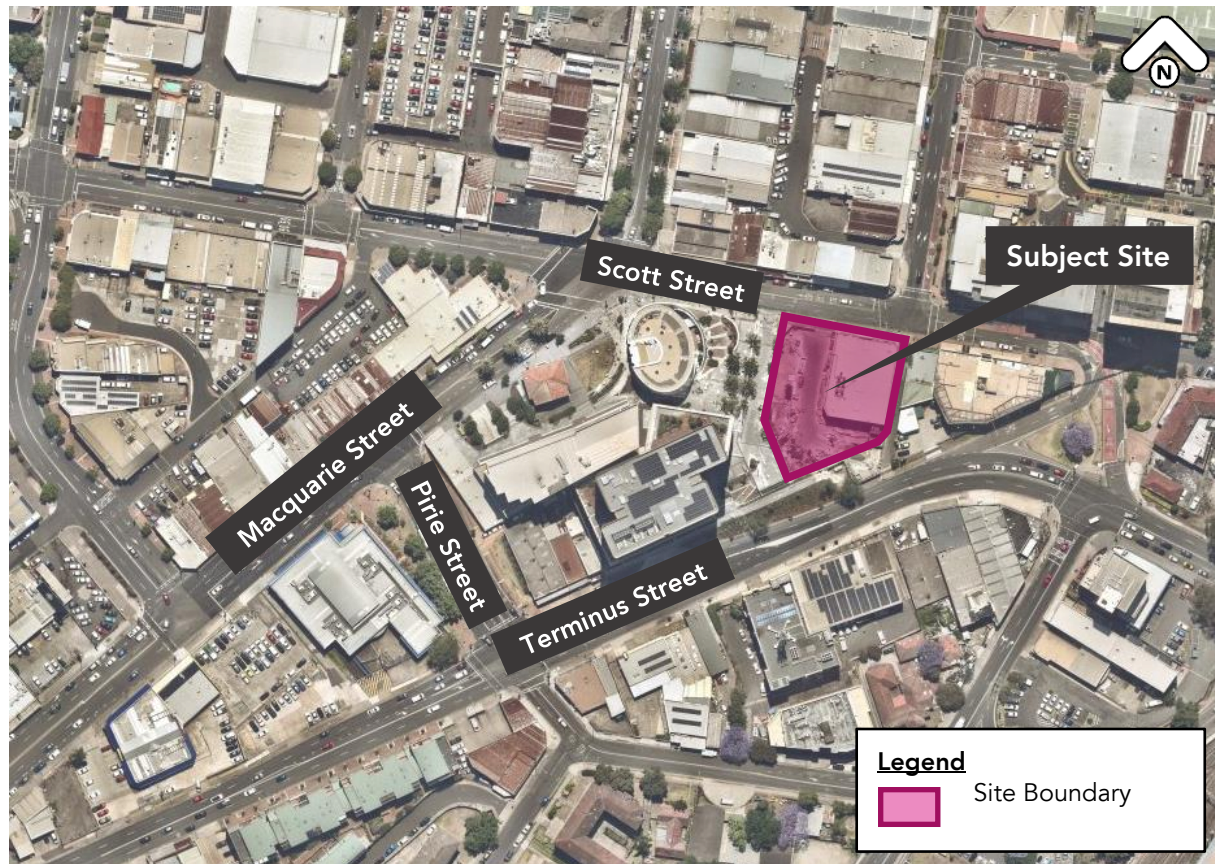 N
Subject Site
Scott Street
Macquarie Street
Pirie Street
Terminus Street
Legend
Site Boundary